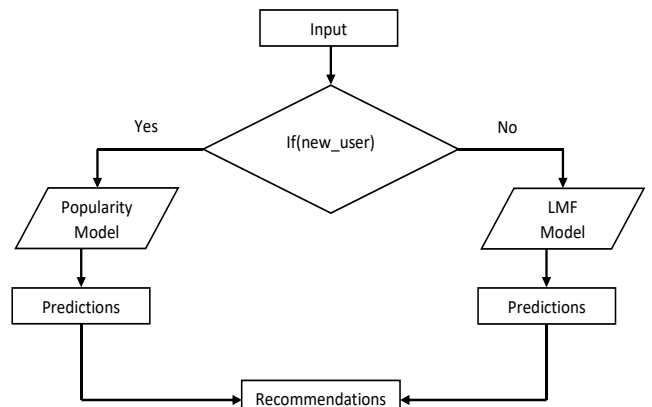 Input
If(new_user)
Yes
No
Popularity
Model
LMF
Model
Predictions
Predictions
Recommendations